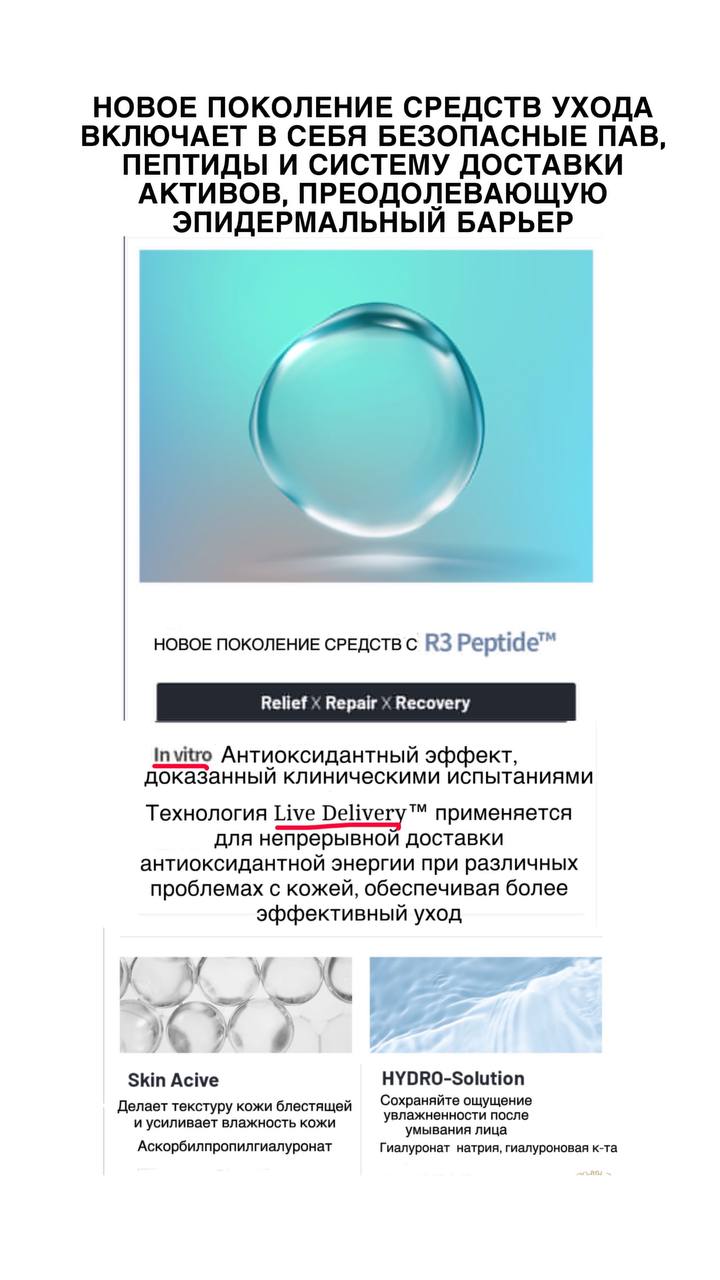 НОВОЕ ПОКОЛЕНИЕ СРЕДСТВ УХОДА
ВКЛЮЧАЕТ В СЕБЯ БЕЗОПАСНЫЕ ПАВ,
ПЕПТИДЫ И СИСТЕМУ ДОСТАВКИ
АКТИВОВ, ПРЕОДОЛЕВАЮЩУЮ
ЭПИДЕРМАЛЬНЫЙ БАРЬЕР
НОВОЕ ПОКОЛЕНИЕ СРЕДСТВ С R3 Peptide™
Relief X Repair X Recovery
In vitro Антиоксидантный эффект,
доказанный клиническими испытаниями
Технология Live Delivery™ применяется
для непрерывной доставки
антиоксидантной энергии при различных
проблемах с кожей, обеспечивая более
эффективный уход
Skin Acive
Делает текстуру кожи блестящей
и усиливает влажность кожи
Аскорбилпропилгиалуронат
HYDRO-Solution
Сохраняйте ощущение
увлажненности после
умывания лица
Гиалуронат натрия, гиалуроновая к-та